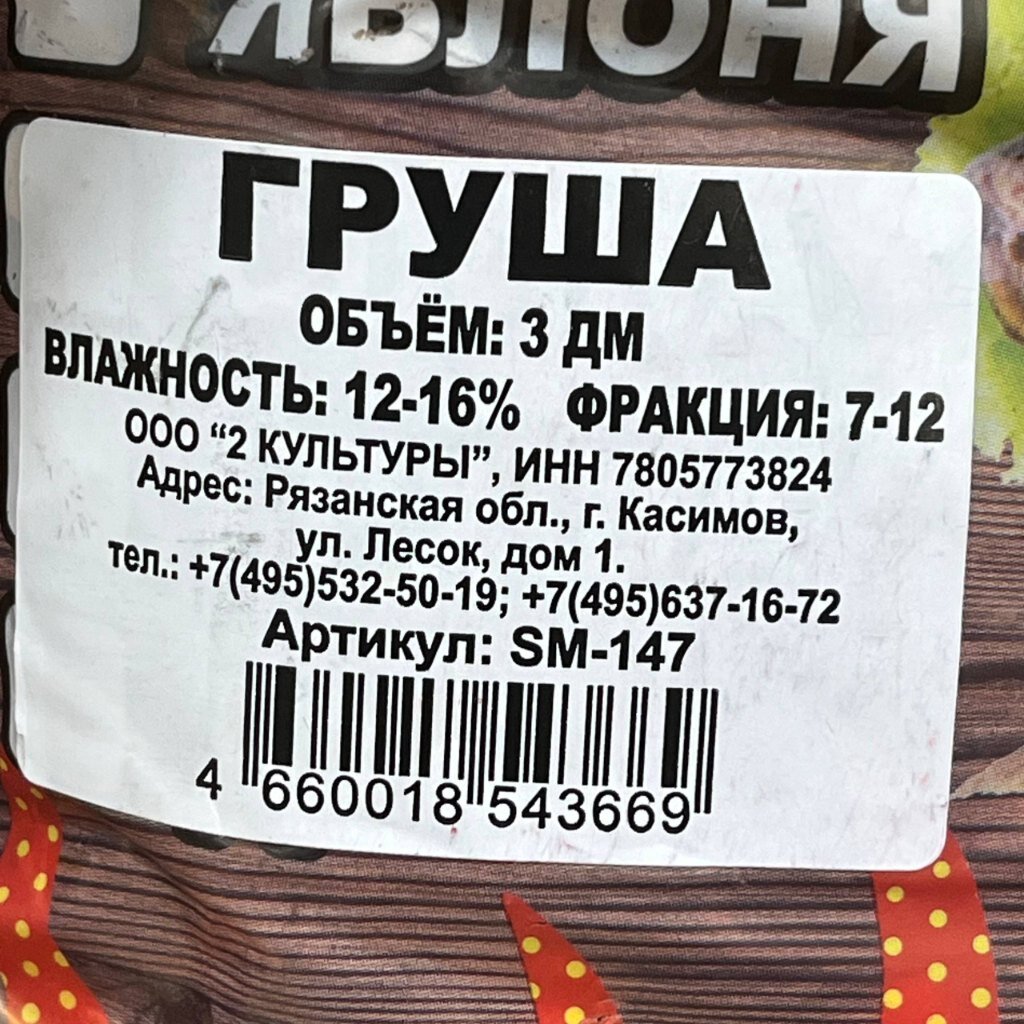 ЯБЛОНЯ
ГРУША
ОБЪЁМ: 3 ДМ
ВЛАЖНОСТЬ: 12-16% ФРАКЦИЯ: 7-12
ООО “2 КУЛЬТУРЫ”, ИНН 7805773824
Адрес: Рязанская обл., г. Касимов,
ул. Лесок, дом 1.
тел.: +7(495)532-50-19; +7(495)637-16-72
Артикул: SM-147
4 660018 543669